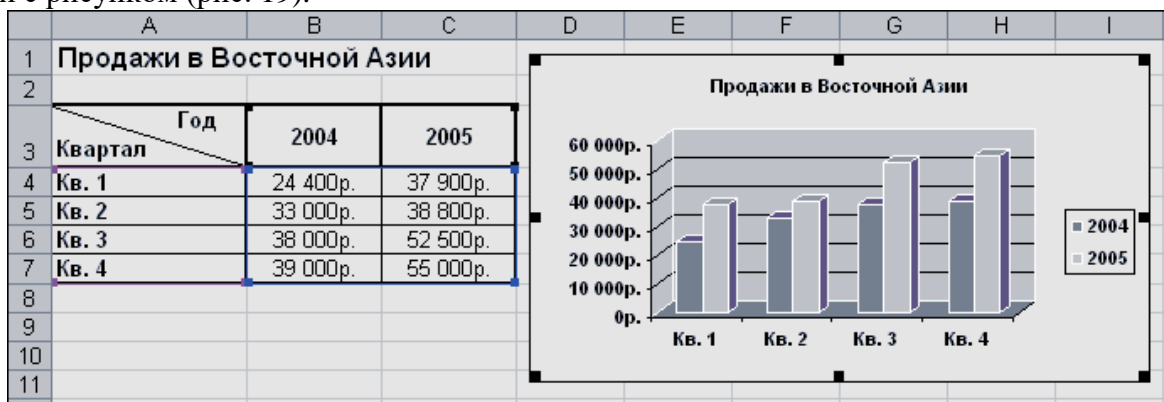 и с рисунком (рис. 19).
A B C D E F G H I
1 Продажи в Восточной Азии
2
3 Год Квартал 2004 2005
4 Кв. 1 24 400р. 37 900р.
5 Кв. 2 33 000р. 38 800р.
6 Кв. 3 38 000р. 52 500р.
7 Кв. 4 39 000р. 55 000р.
8
9
10
11
Продажи в Восточной Азии
60 000р.
50 000р.
40 000р.
30 000р.
20 000р.
10 000р.
0р.
Кв. 1 Кв. 2 Кв. 3 Кв. 4
2004
2005